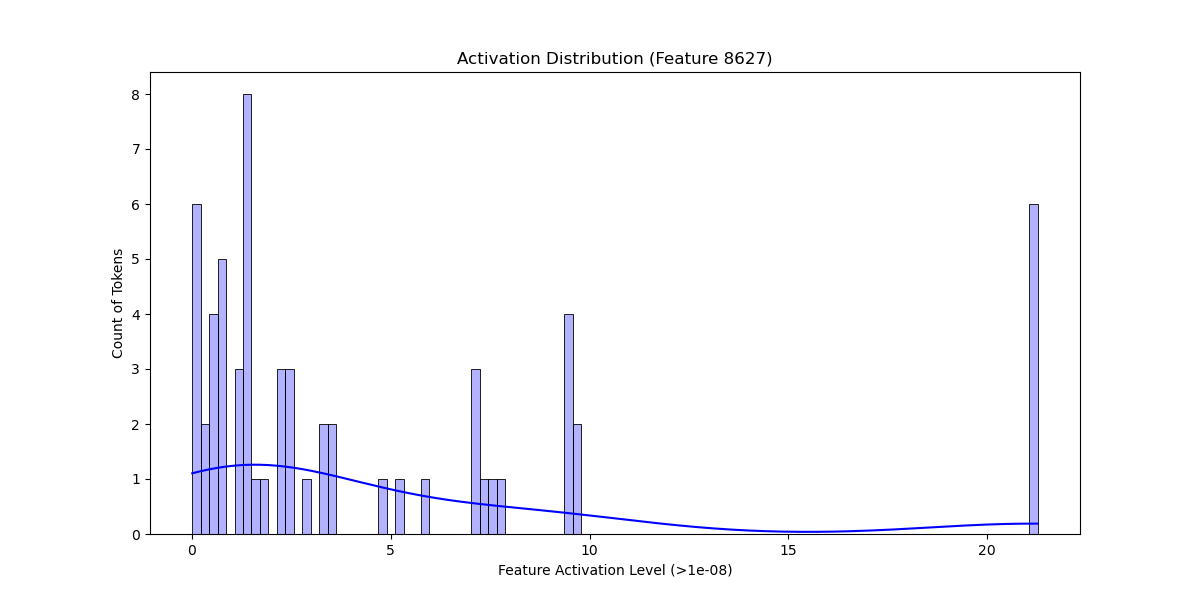 Activation Distribution (Feature 8627)
8
7
6
5
4
3
2
1
0
Count of Tokens
0 5 10 15 20
Feature Activation Level (>1e-08)